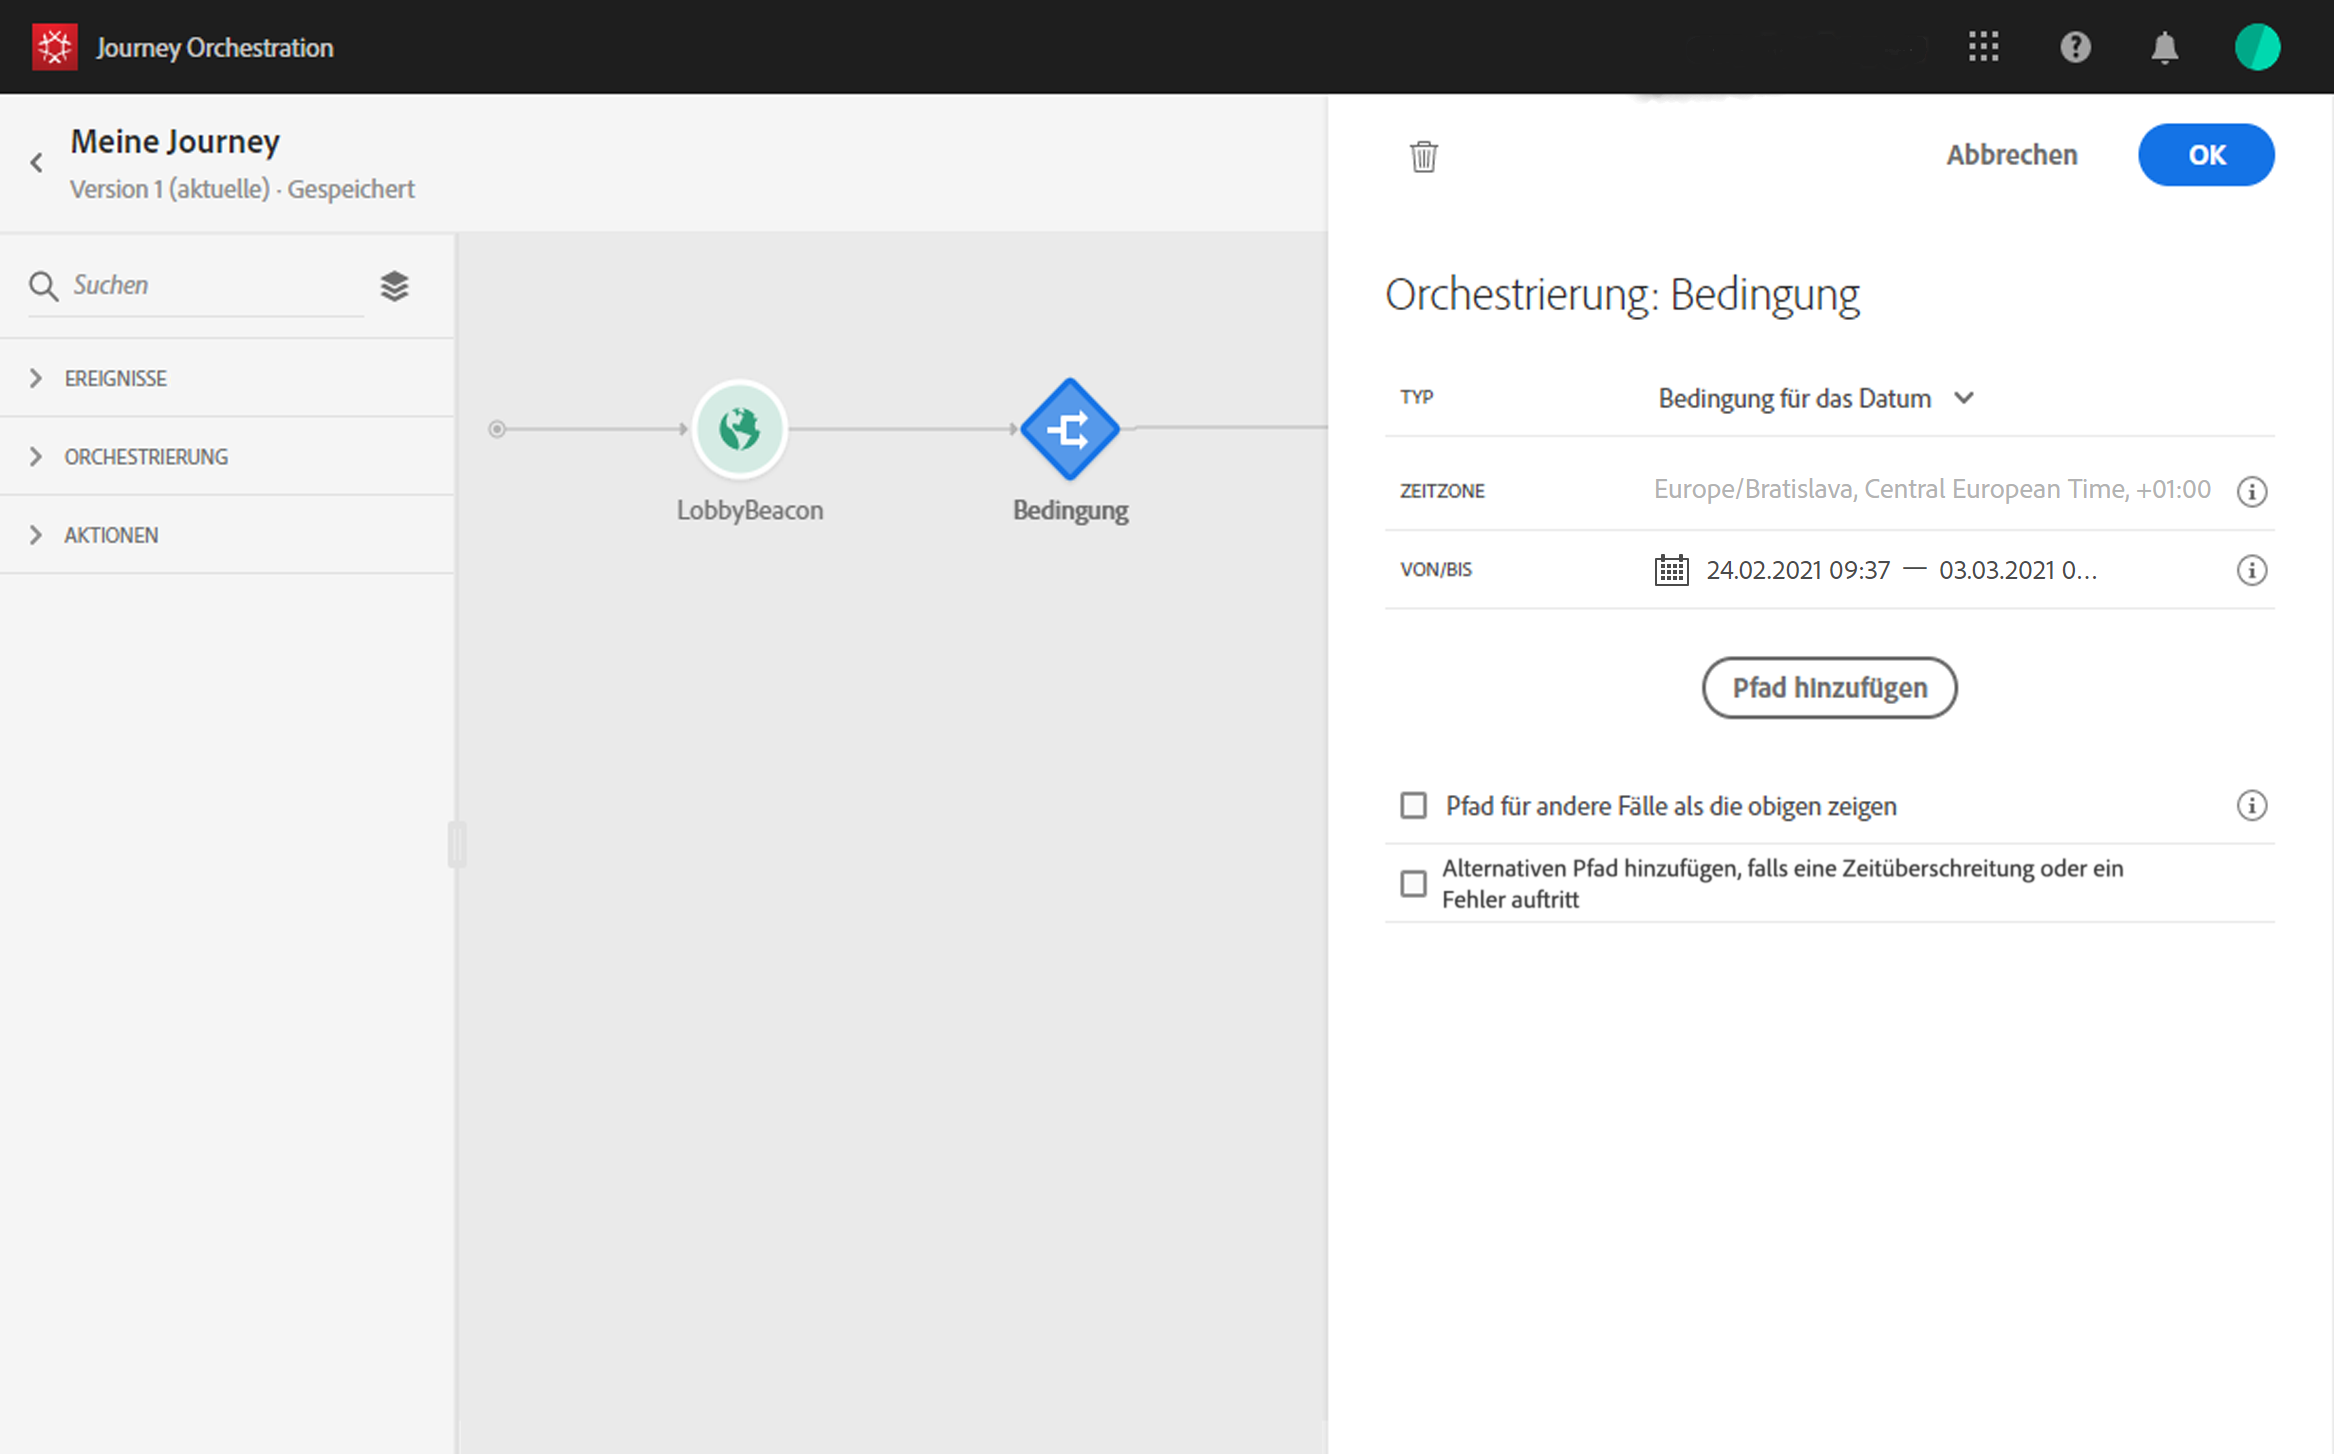 Journey Orchestration
Meine Journey
Version 1 (aktuelle) · Gespeichert
Abbrechen
OK
Suchen
EREIGNISSE
ORCHESTRIERUNG
AKTIONEN
LobbyBeacon
Bedingung
Orchestrierung: Bedingung
TYP
Bedingung für das Datum
ZEITZONE
Europe/Bratislava, Central European Time, +01:00
VON/BIS
24.02.2021 09:37 — 03.03.2021 0...
Pfad hinzufügen
Pfad für andere Fälle als die obigen zeigen
Alternativen Pfad hinzufügen, falls eine Zeitüberschreitung oder ein
Fehler auftritt